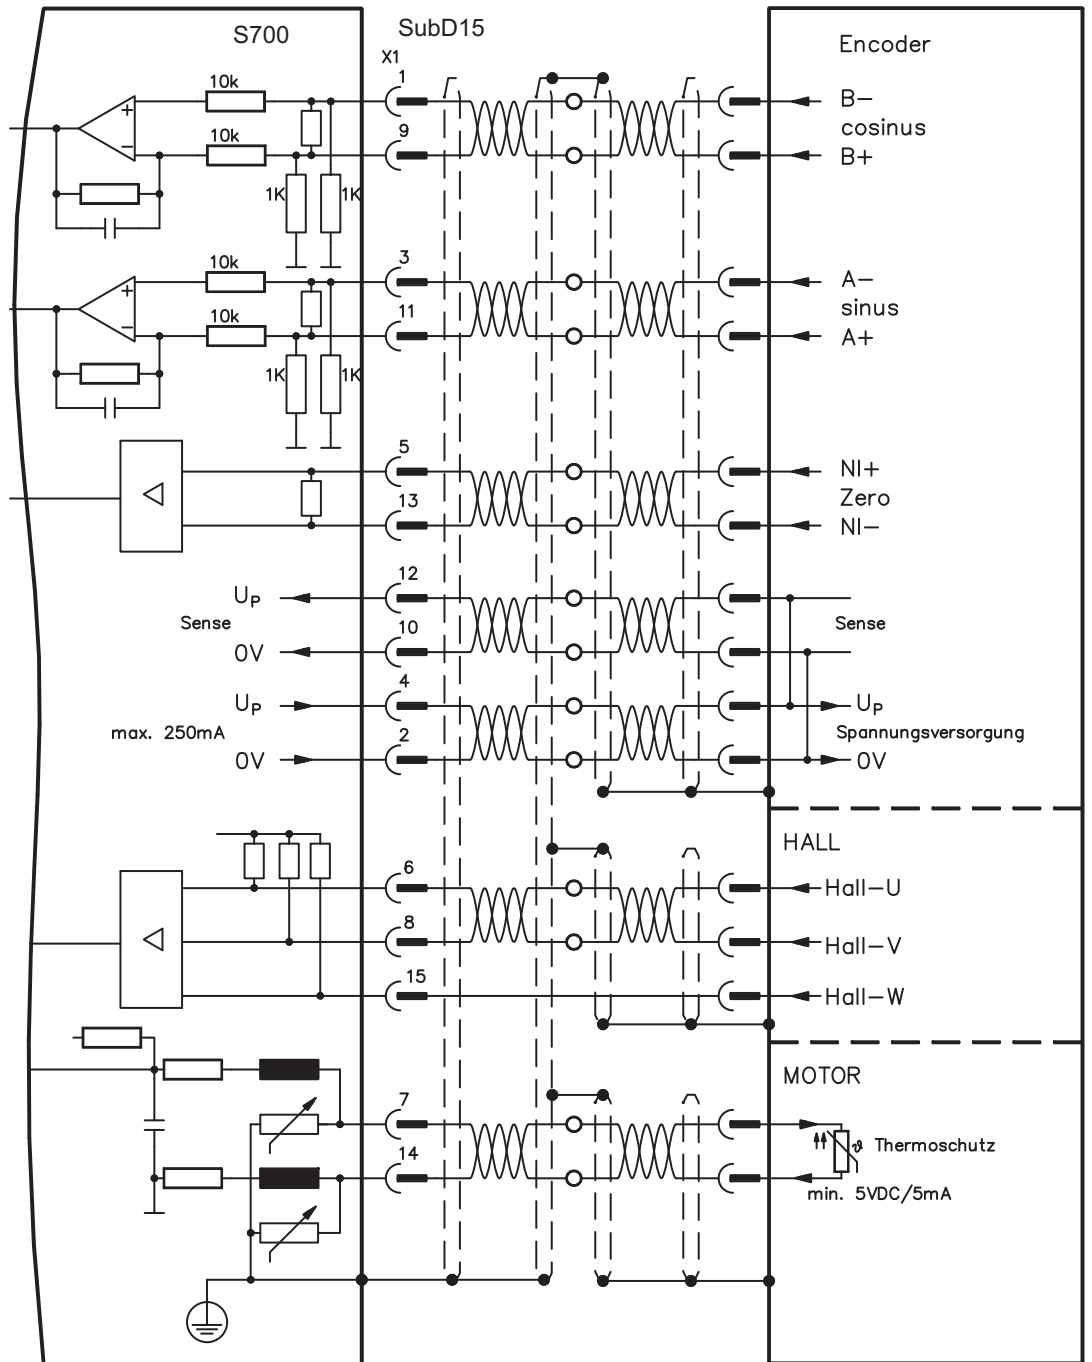 S700
SubD15
Encoder
X1
1
10k
B-
cosinus
9
10k
B+
1K
1K
3
10k
A-
sinus
11
10k
A+
1K
1K
5
NI+
Zero
13
NI-
12
UP
Sense
Sense
10
0V
4
UP
UP
max. 250mA
Spannungsversorgung
2
0V
0V
HALL
6
Hall-U
8
Hall-V
15
Hall-W
MOTOR
7
ϑ Thermoschutz
14
min. 5VDC/5mA